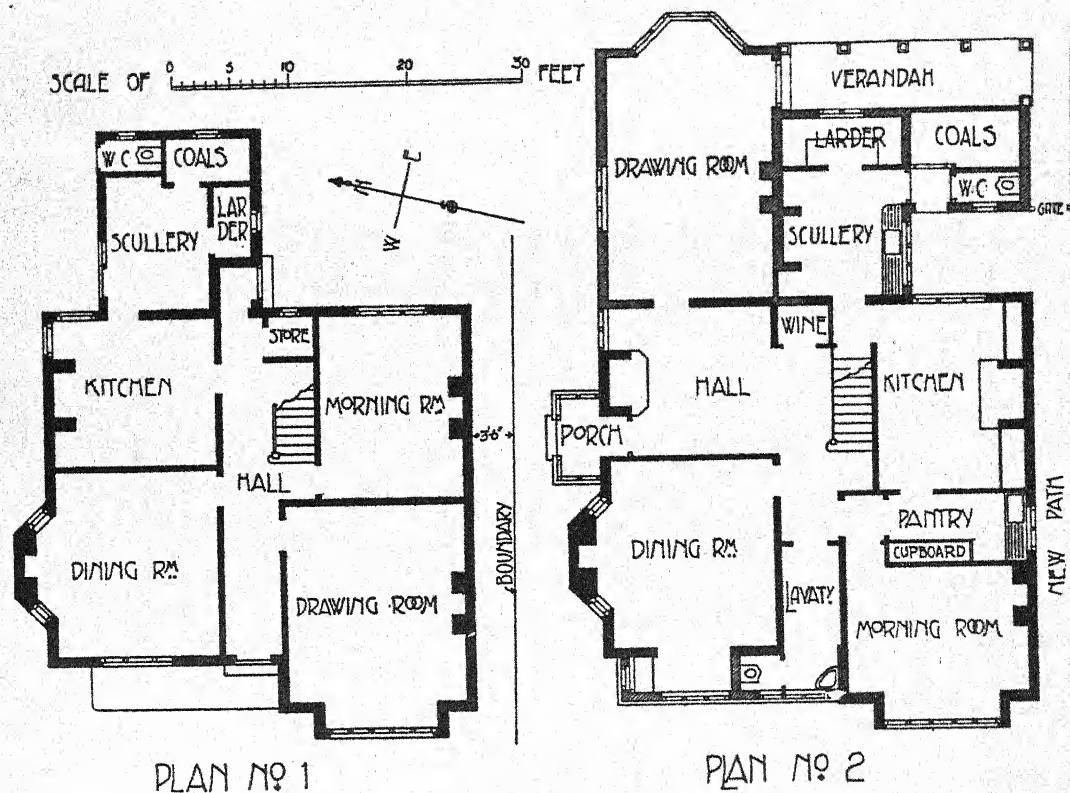 SCALE OF 0 5 10 20 30 FEET
W.C.
COALS
LAR
DER
SCULLERY
N
E
S
W
STORE
KITCHEN
MORNING RM
3'6"
HALL
BOUNDARY
DINING RM
DRAWING ROOM
PLAN NO 1
VERANDAH
LARDER
COALS
DRAWING ROOM
W.C.
GATE
SCULLERY
WINE
HALL
KITCHEN
PORCH
PANTRY
CUPBOARD
NEW PATH
DINING RM
LAVATY
MORNING ROOM
PLAN NO 2